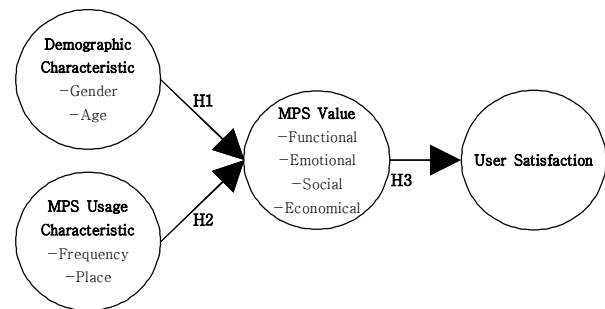 Demographic
Characteristic
-Gender
-Age
H1
MPS Usage
Characteristic
-Frequency
-Place
H2
MPS Value
-Functional
-Emotional
-Social
-Economical
H3
User Satisfaction